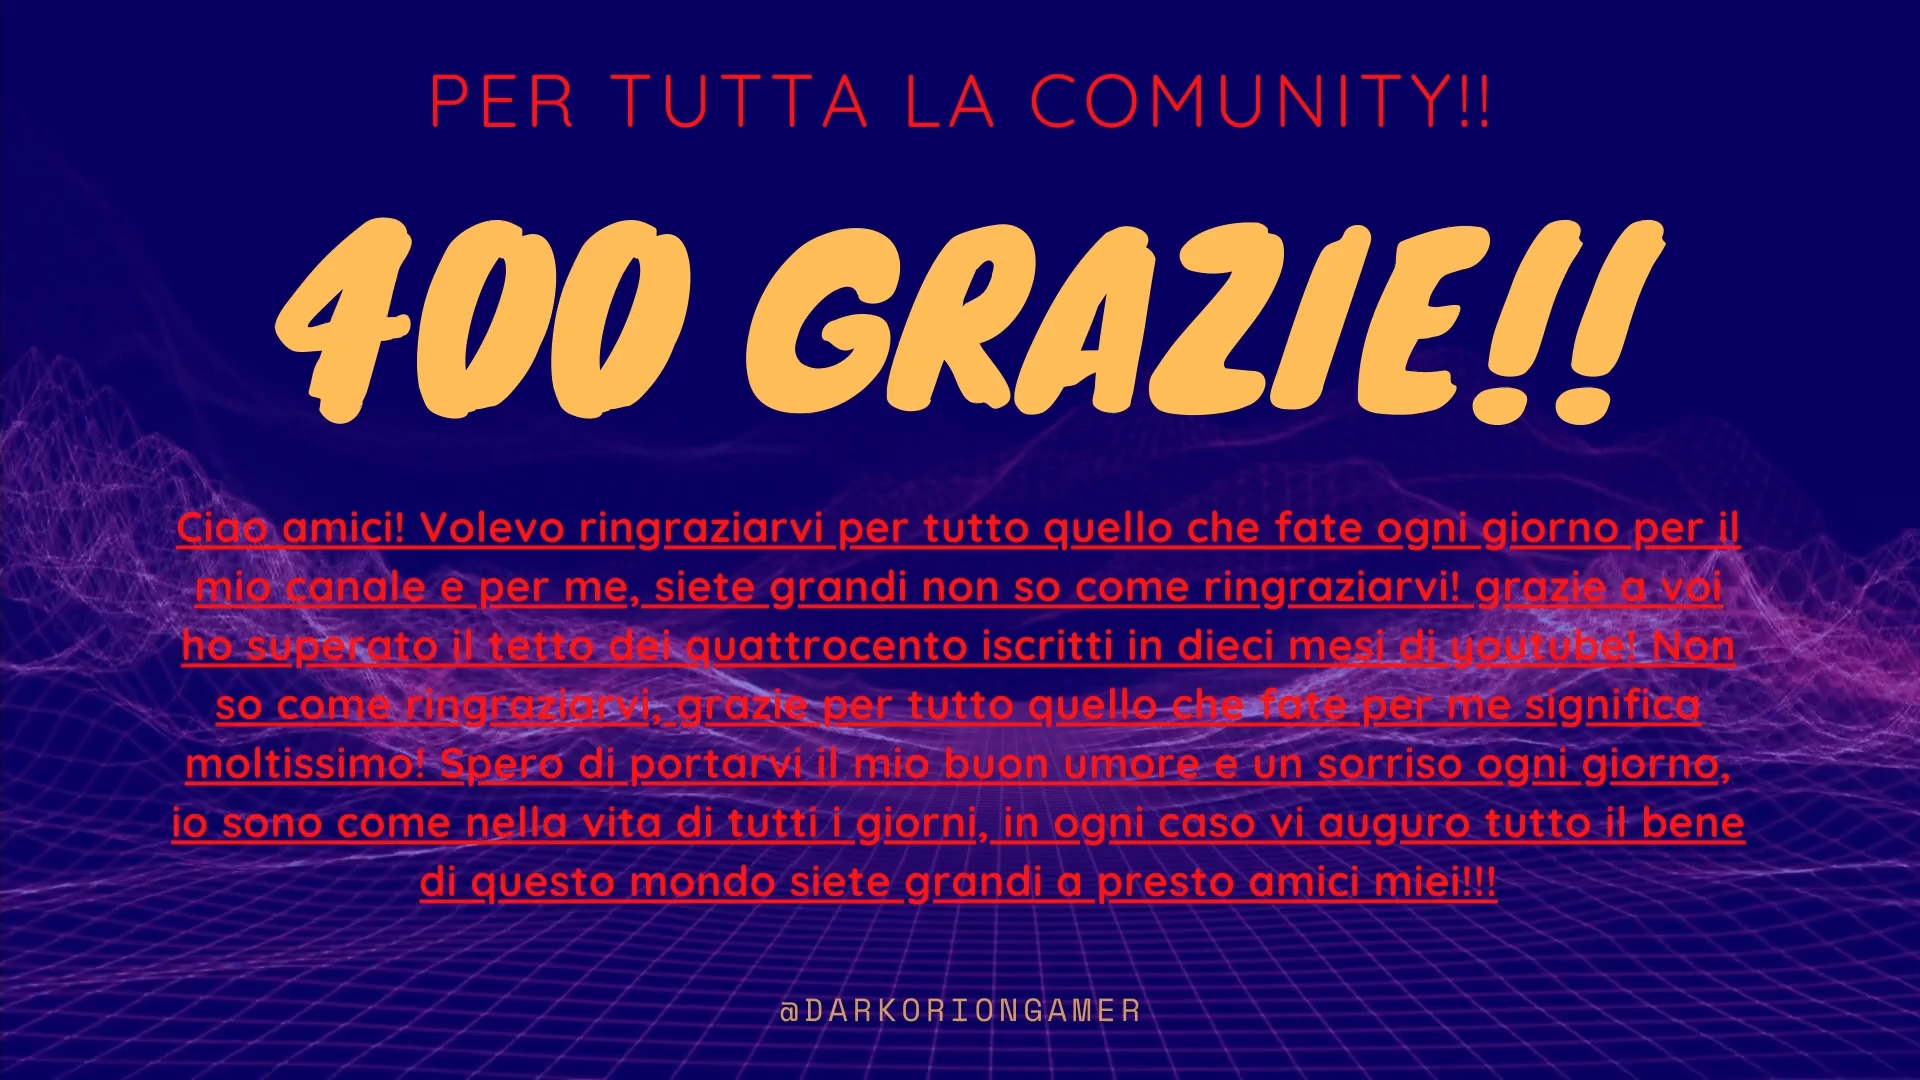 PER TUTTA LA COMUNITY!!
400 GRAZIE!!
Ciao amici! Volevo ringraziarvi per tutto quello che fate ogni giorno per il
mio canale e per me, siete grandi non so come ringraziarvi! grazie a voi
ho superato il tetto dei quattrocento iscritti in dieci mesi di youtube! Non
so come ringraziarvi, grazie per tutto quello che fate per me significa
moltissimo! Spero di portarvi il mio buon umore e un sorriso ogni giorno,
io sono come nella vita di tutti i giorni, in ogni caso vi auguro tutto il bene
di questo mondo siete grandi a presto amici miei!!!
@DARKORIONGAMER